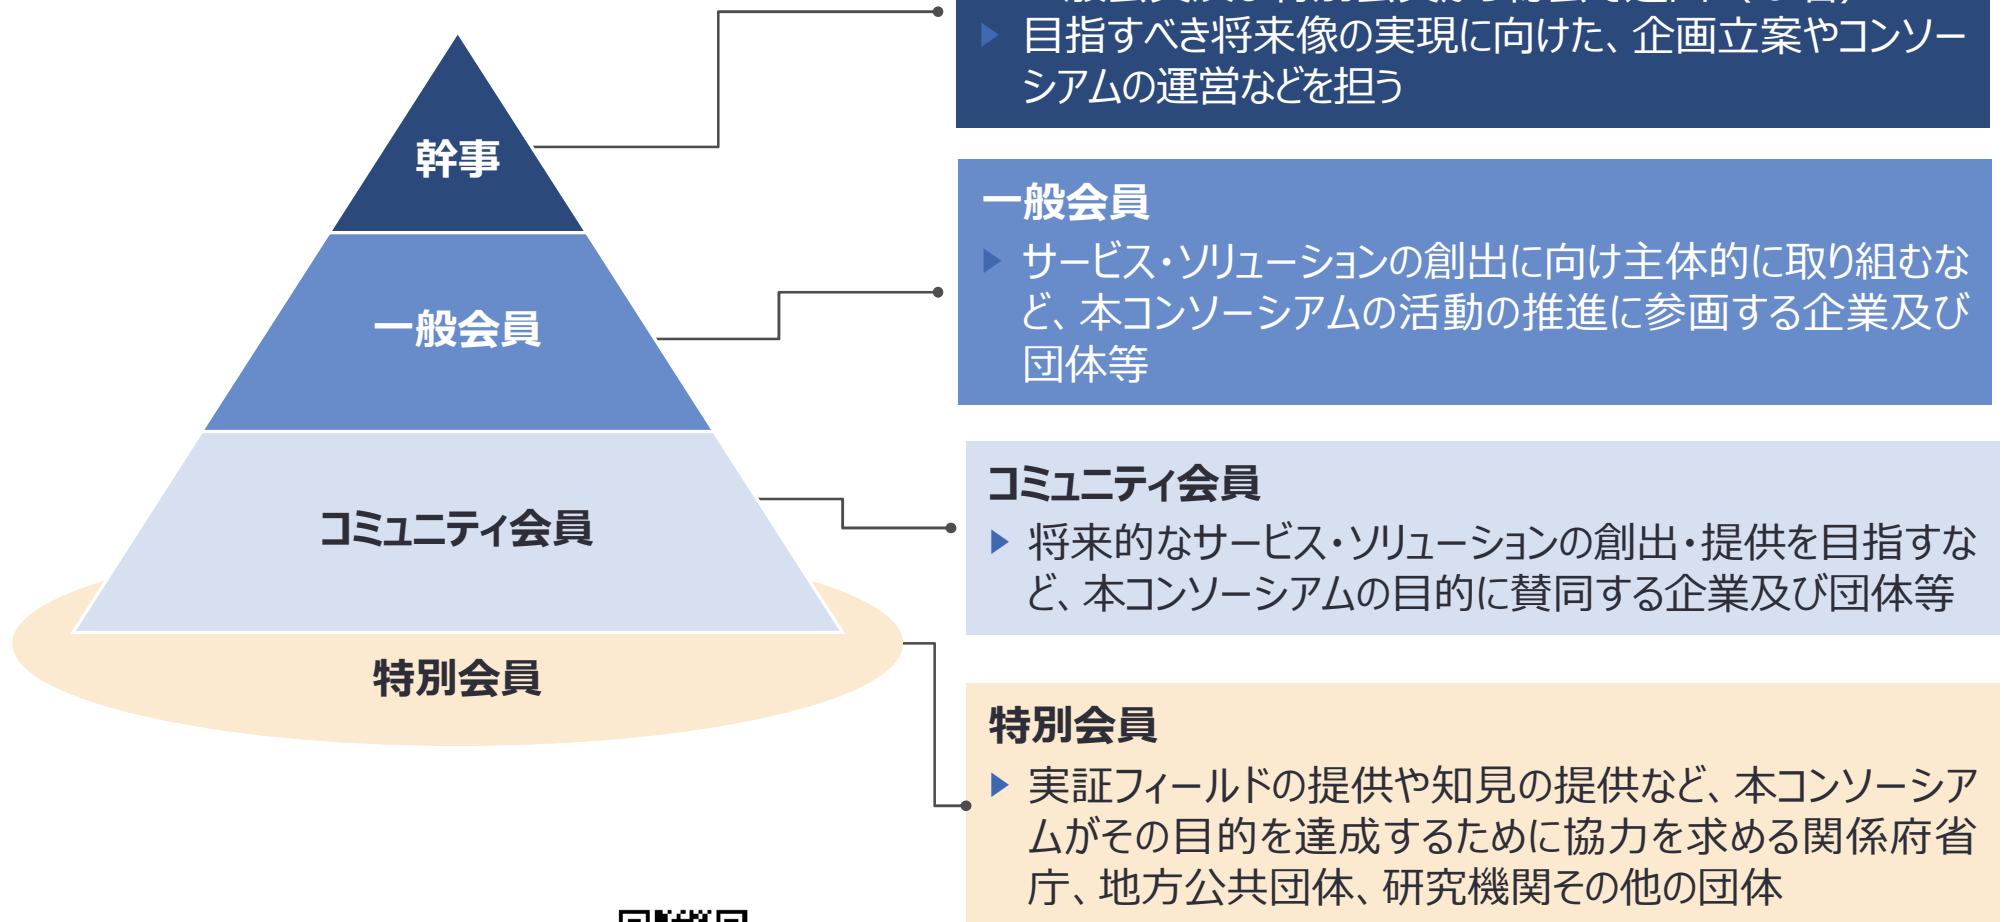 目指すべき将来像の実現に向けた、企画立案やコンソー
シアムの運営などを担う
幹事
一般会員
サービス・ソリューションの創出に向け主体的に取り組むな
ど、本コンソーシアムの活動の推進に参画する企業及び
団体等
一般会員
コミュニティ会員
将来的なサービス・ソリューションの創出・提供を目指すな
ど、本コンソーシアムの目的に賛同する企業及び団体等
コミュニティ会員
特別会員
特別会員
実証フィールドの提供や知見の提供など、本コンソーシア
ムがその目的を達成するために協力を求める関係府省
庁、地方公共団体、研究機関その他の団体